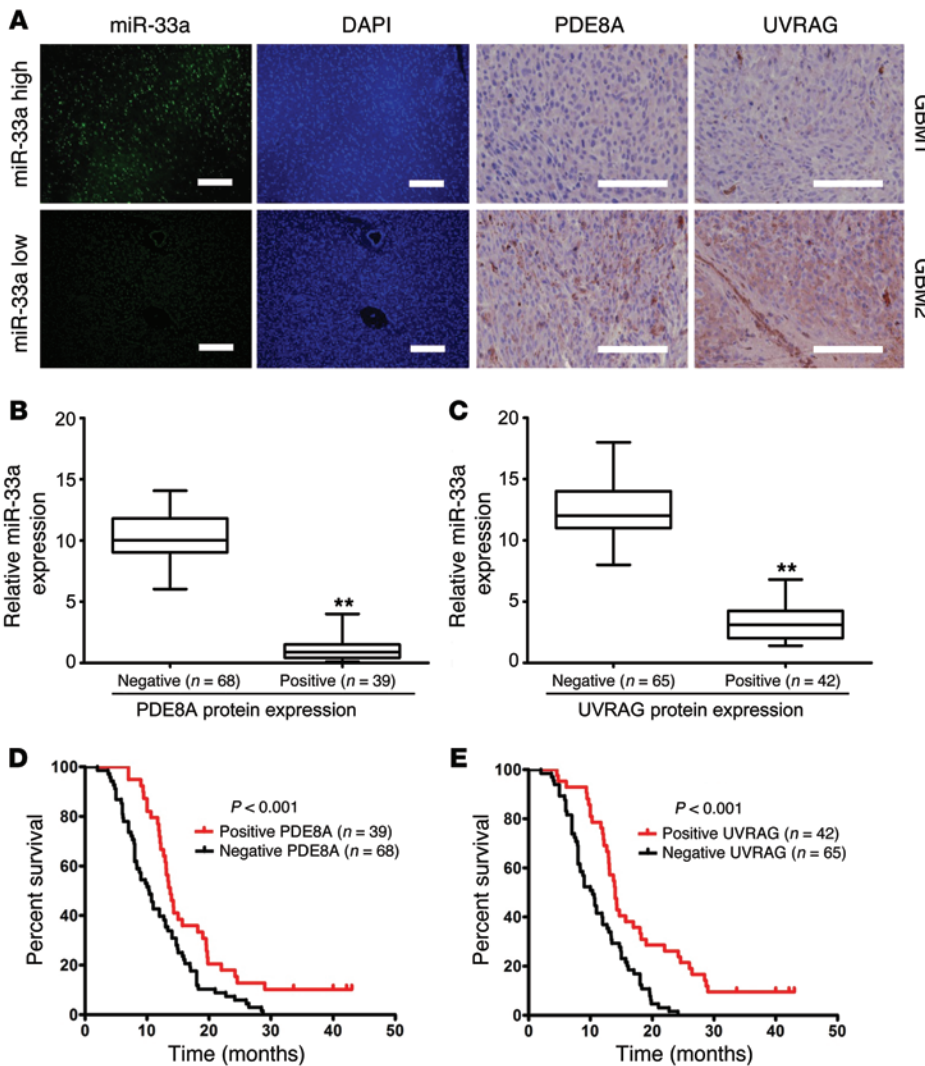 A
miR-33a DAPI PDE8A UVRAG
miR-33a high
GBM1
miR-33a low
GBM2
B
Relative miR-33a
expression
20
15
10
5
0
**
Negative (n = 68) Positive (n = 39)
PDE8A protein expression
C
Relative miR-33a
expression
20
15
10
5
0
**
Negative (n = 65) Positive (n = 42)
UVRAG protein expression
D
Percent survival
100
80
60
40
20
0
P < 0.001
Positive PDE8A (n = 39)
Negative PDE8A (n = 68)
0 10 20 30 40 50
Time (months)
E
Percent survival
100
80
60
40
20
0
P < 0.001
Positive UVRAG (n = 42)
Negative UVRAG (n = 65)
0 10 20 30 40 50
Time (months)